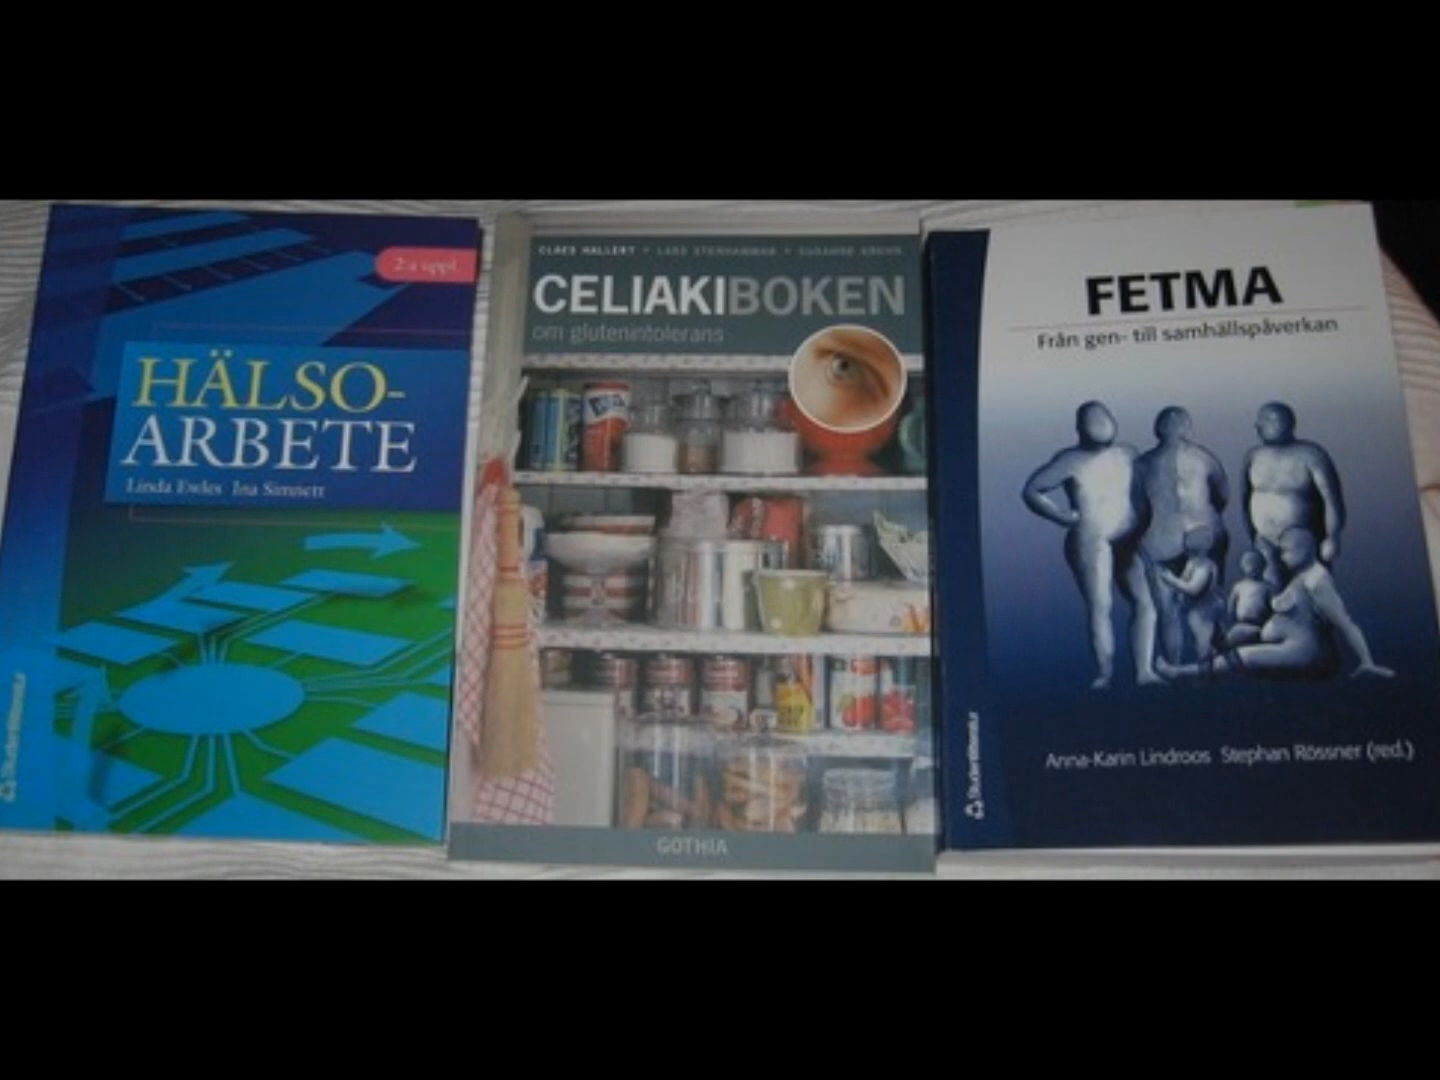 2:a uppl.
HÄLSO-
ARBETE
Linda Ewles Ina Simnett
Studentlitteratur
CLAES HALLERT • LARS STENHAMMAR • SUSANNE GREHN
CELIAKIBOKEN
om glutenintolerans
GOTHIA
FETMA
Från gen- till samhällspåverkan
Anna-Karin Lindroos Stephan Rössner (red.)
Studentlitteratur